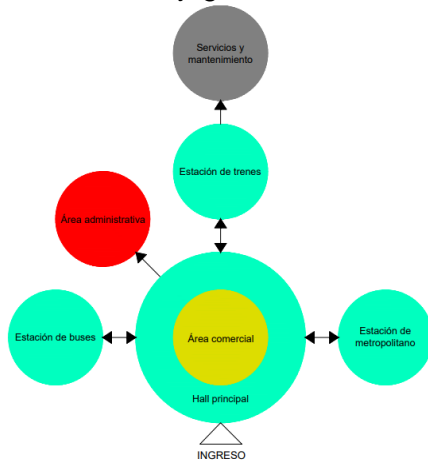 Servicios y
mantenimiento
Estación de trenes
Área administrativa
Estación de buses
Área comercial
Estación de
metropolitano
Hall principal
INGRESO